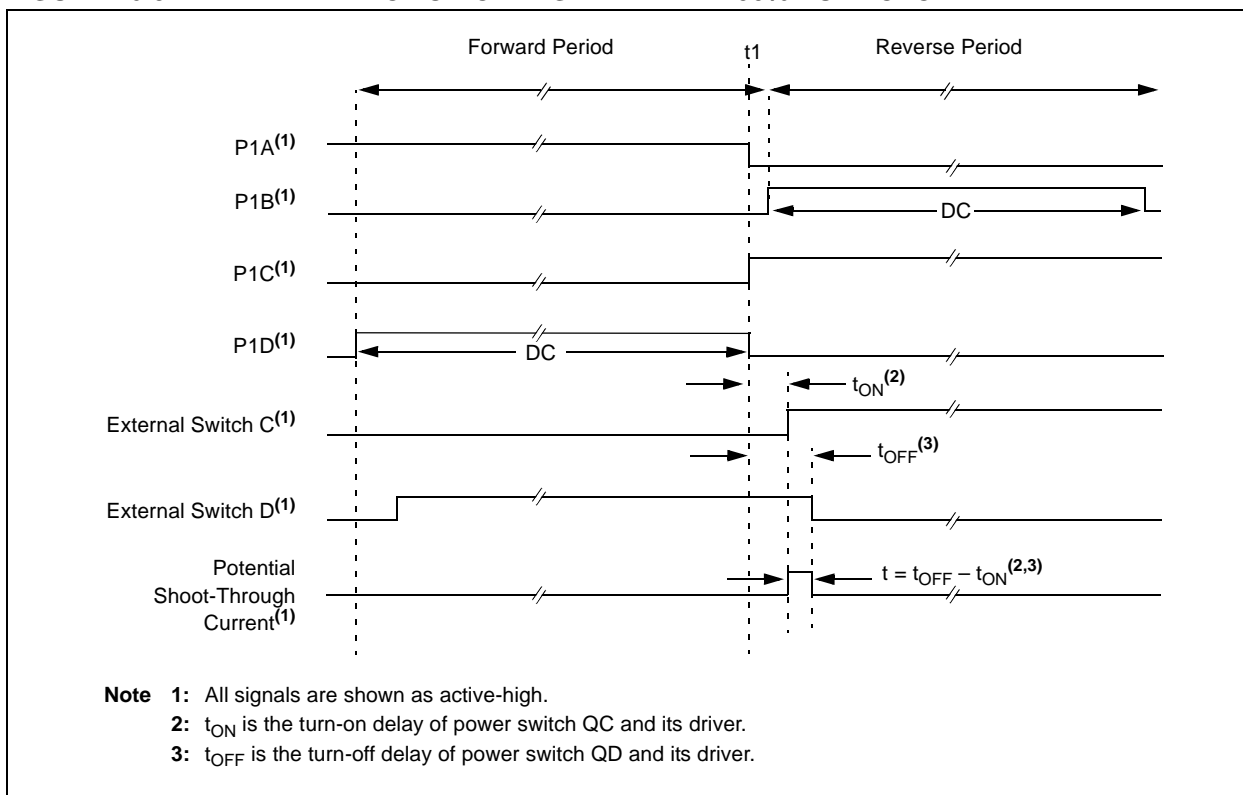 Forward Period
t1
Reverse Period
P1A(1)
P1B(1)
DC
P1C(1)
P1D(1)
DC
tON(2)
External Switch C(1)
tOFF(3)
External Switch D(1)
Potential
Shoot-Through
Current(1)
t = tOFF – tON(2,3)
Note 1: All signals are shown as active-high.
2: tON is the turn-on delay of power switch QC and its driver.
3: tOFF is the turn-off delay of power switch QD and its driver.